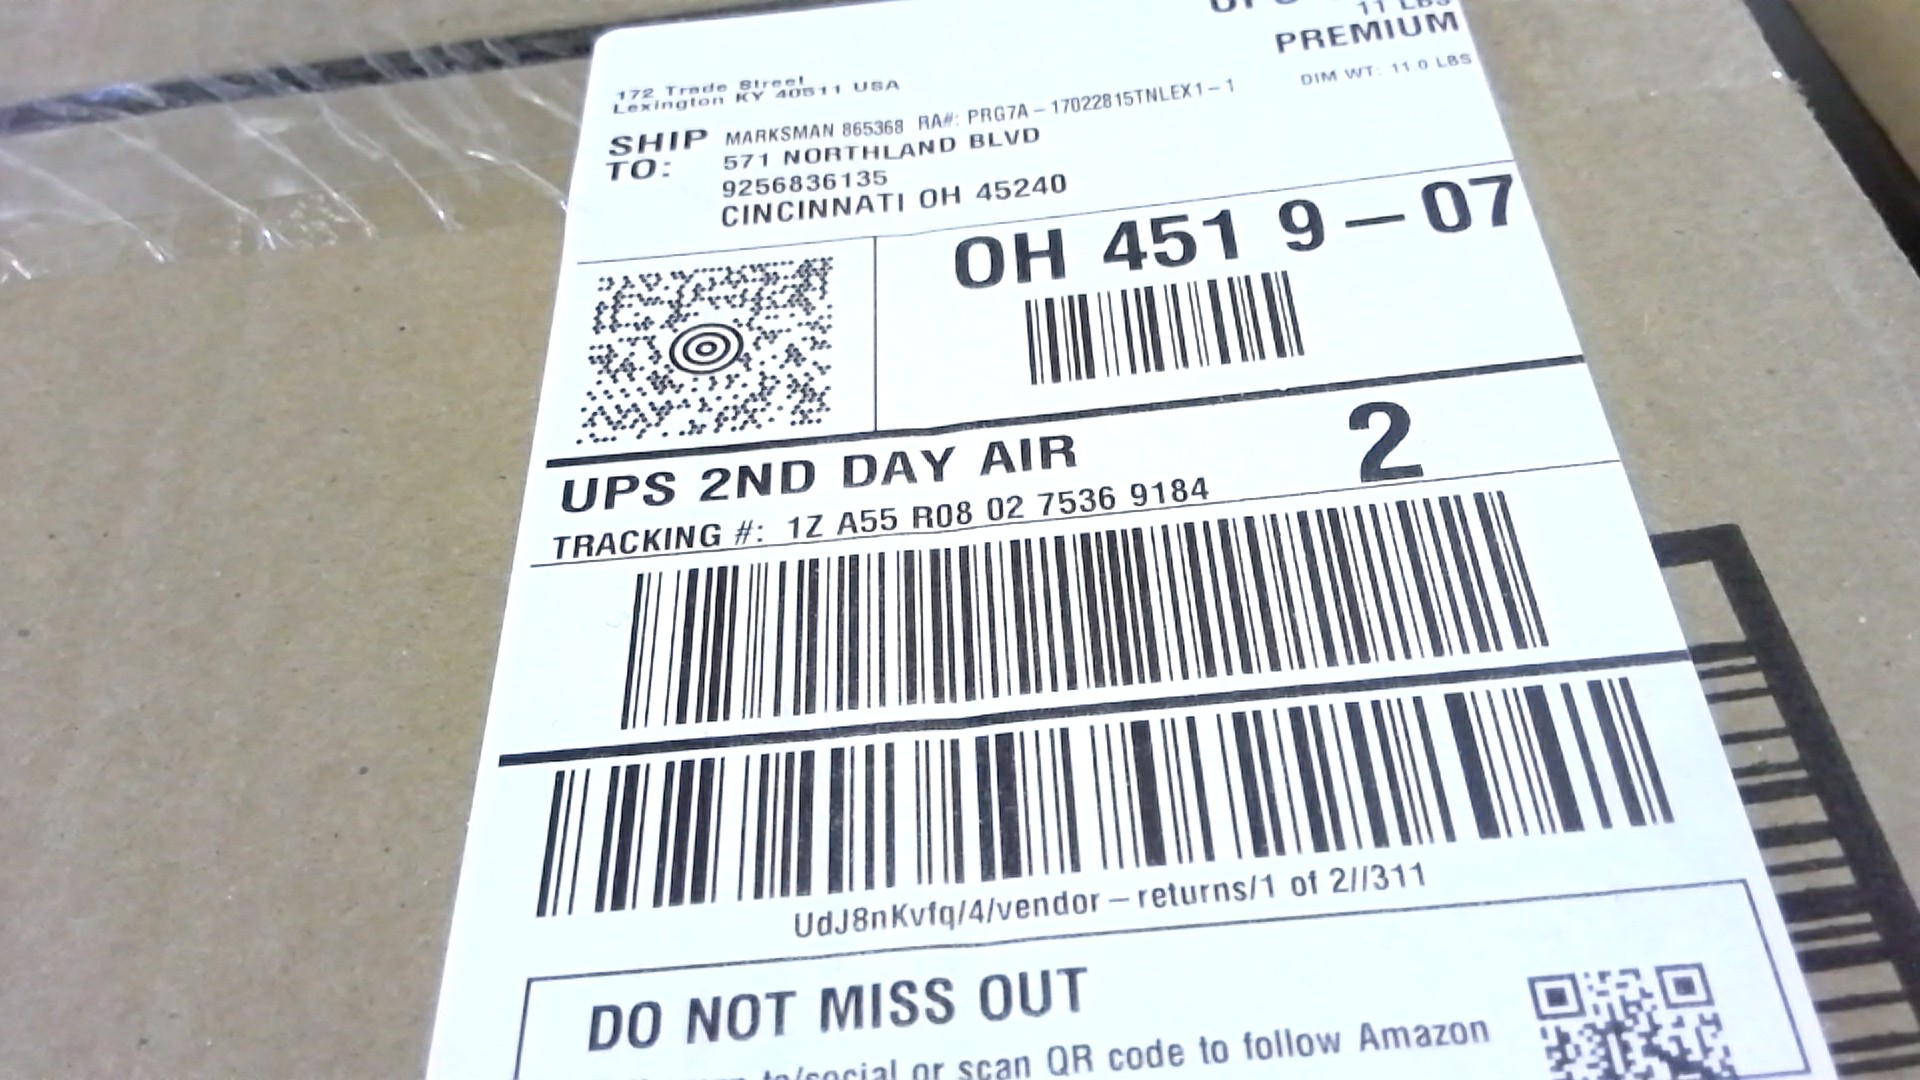 11 LBS
PREMIUM
DIM WT: 11.0 LBS
172 Trade Street
Lexington KY 40511 USA
SHIP TO:
MARKSMAN 865368 RA#: PRG7A-17022815TNLEX1-1
571 NORTHLAND BLVD
9256836135
CINCINNATI OH 45240
OH 451 9-07
UPS 2ND DAY AIR
2
TRACKING #: 1Z A55 R08 02 7536 9184
UdJ8nKvfq/4/vendor-returns/1 of 2//311
DO NOT MISS OUT
to/social or scan QR code to follow Amazon